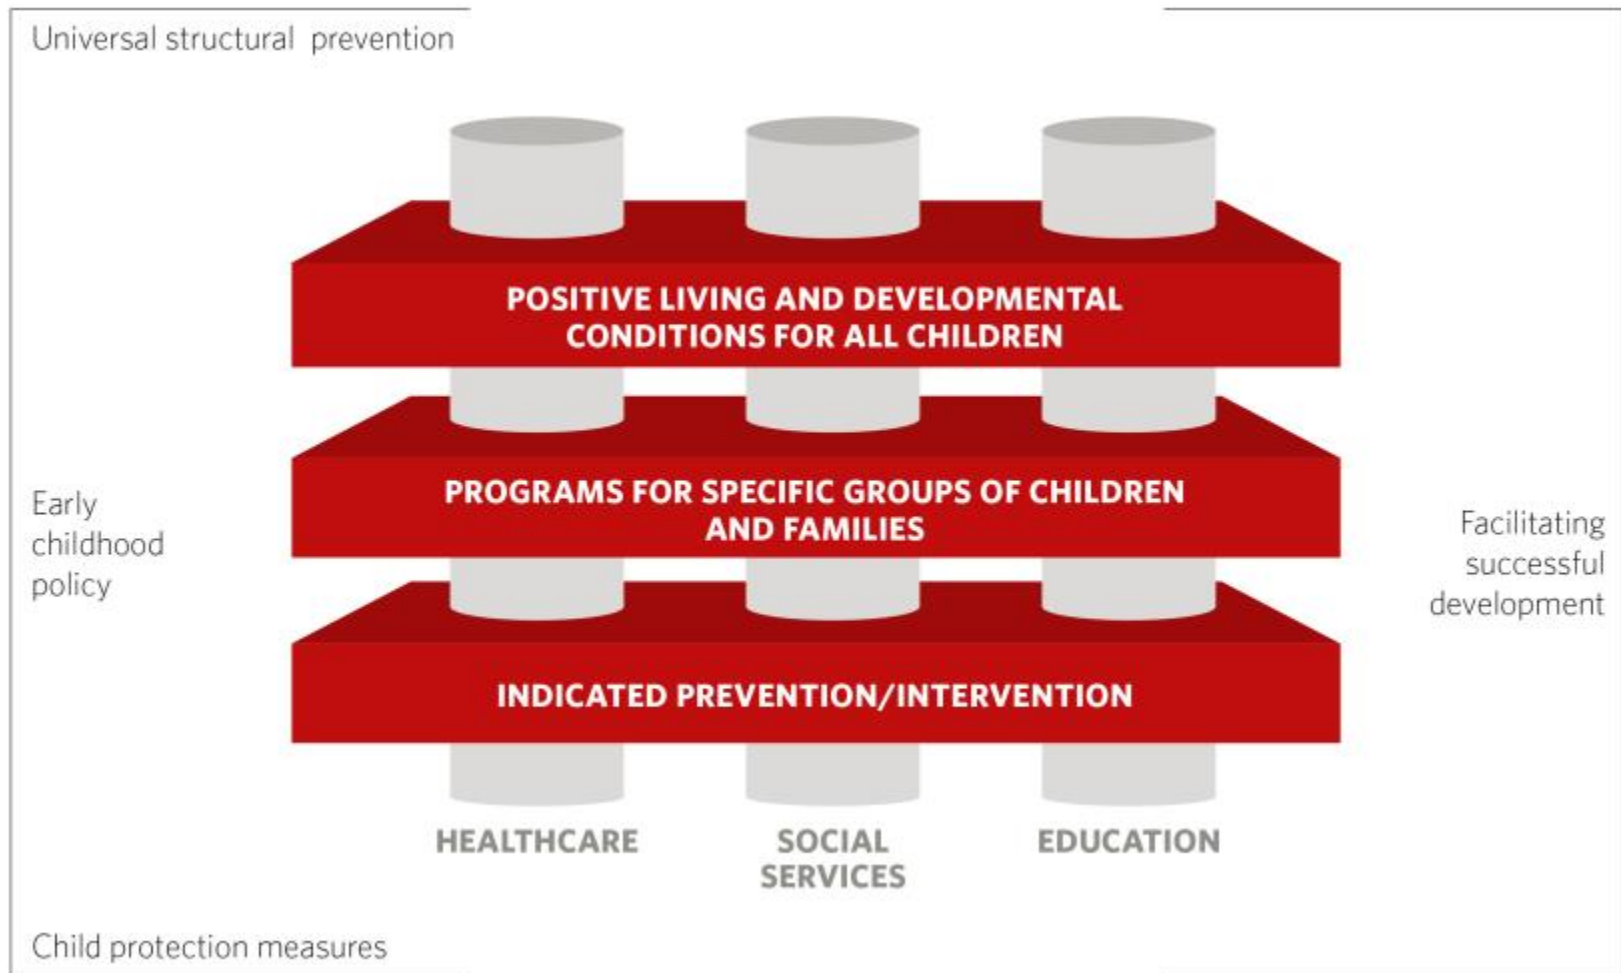 Universal structural prevention
POSITIVE LIVING AND DEVELOPMENTAL
CONDITIONS FOR ALL CHILDREN
PROGRAMS FOR SPECIFIC GROUPS OF CHILDREN
AND FAMILIES
Early
childhood
policy
Facilitating
successful
development
INDICATED PREVENTION/INTERVENTION
HEALTHCARE
SOCIAL
SERVICES
EDUCATION
Child protection measures